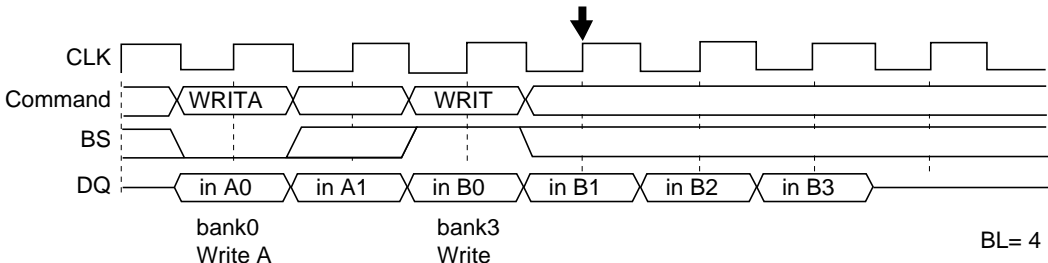 CLK
Command WRITA WRIT
BS
DQ in A0 in A1 in B0 in B1 in B2 in B3
bank0 bank3
Write A Write
BL= 4